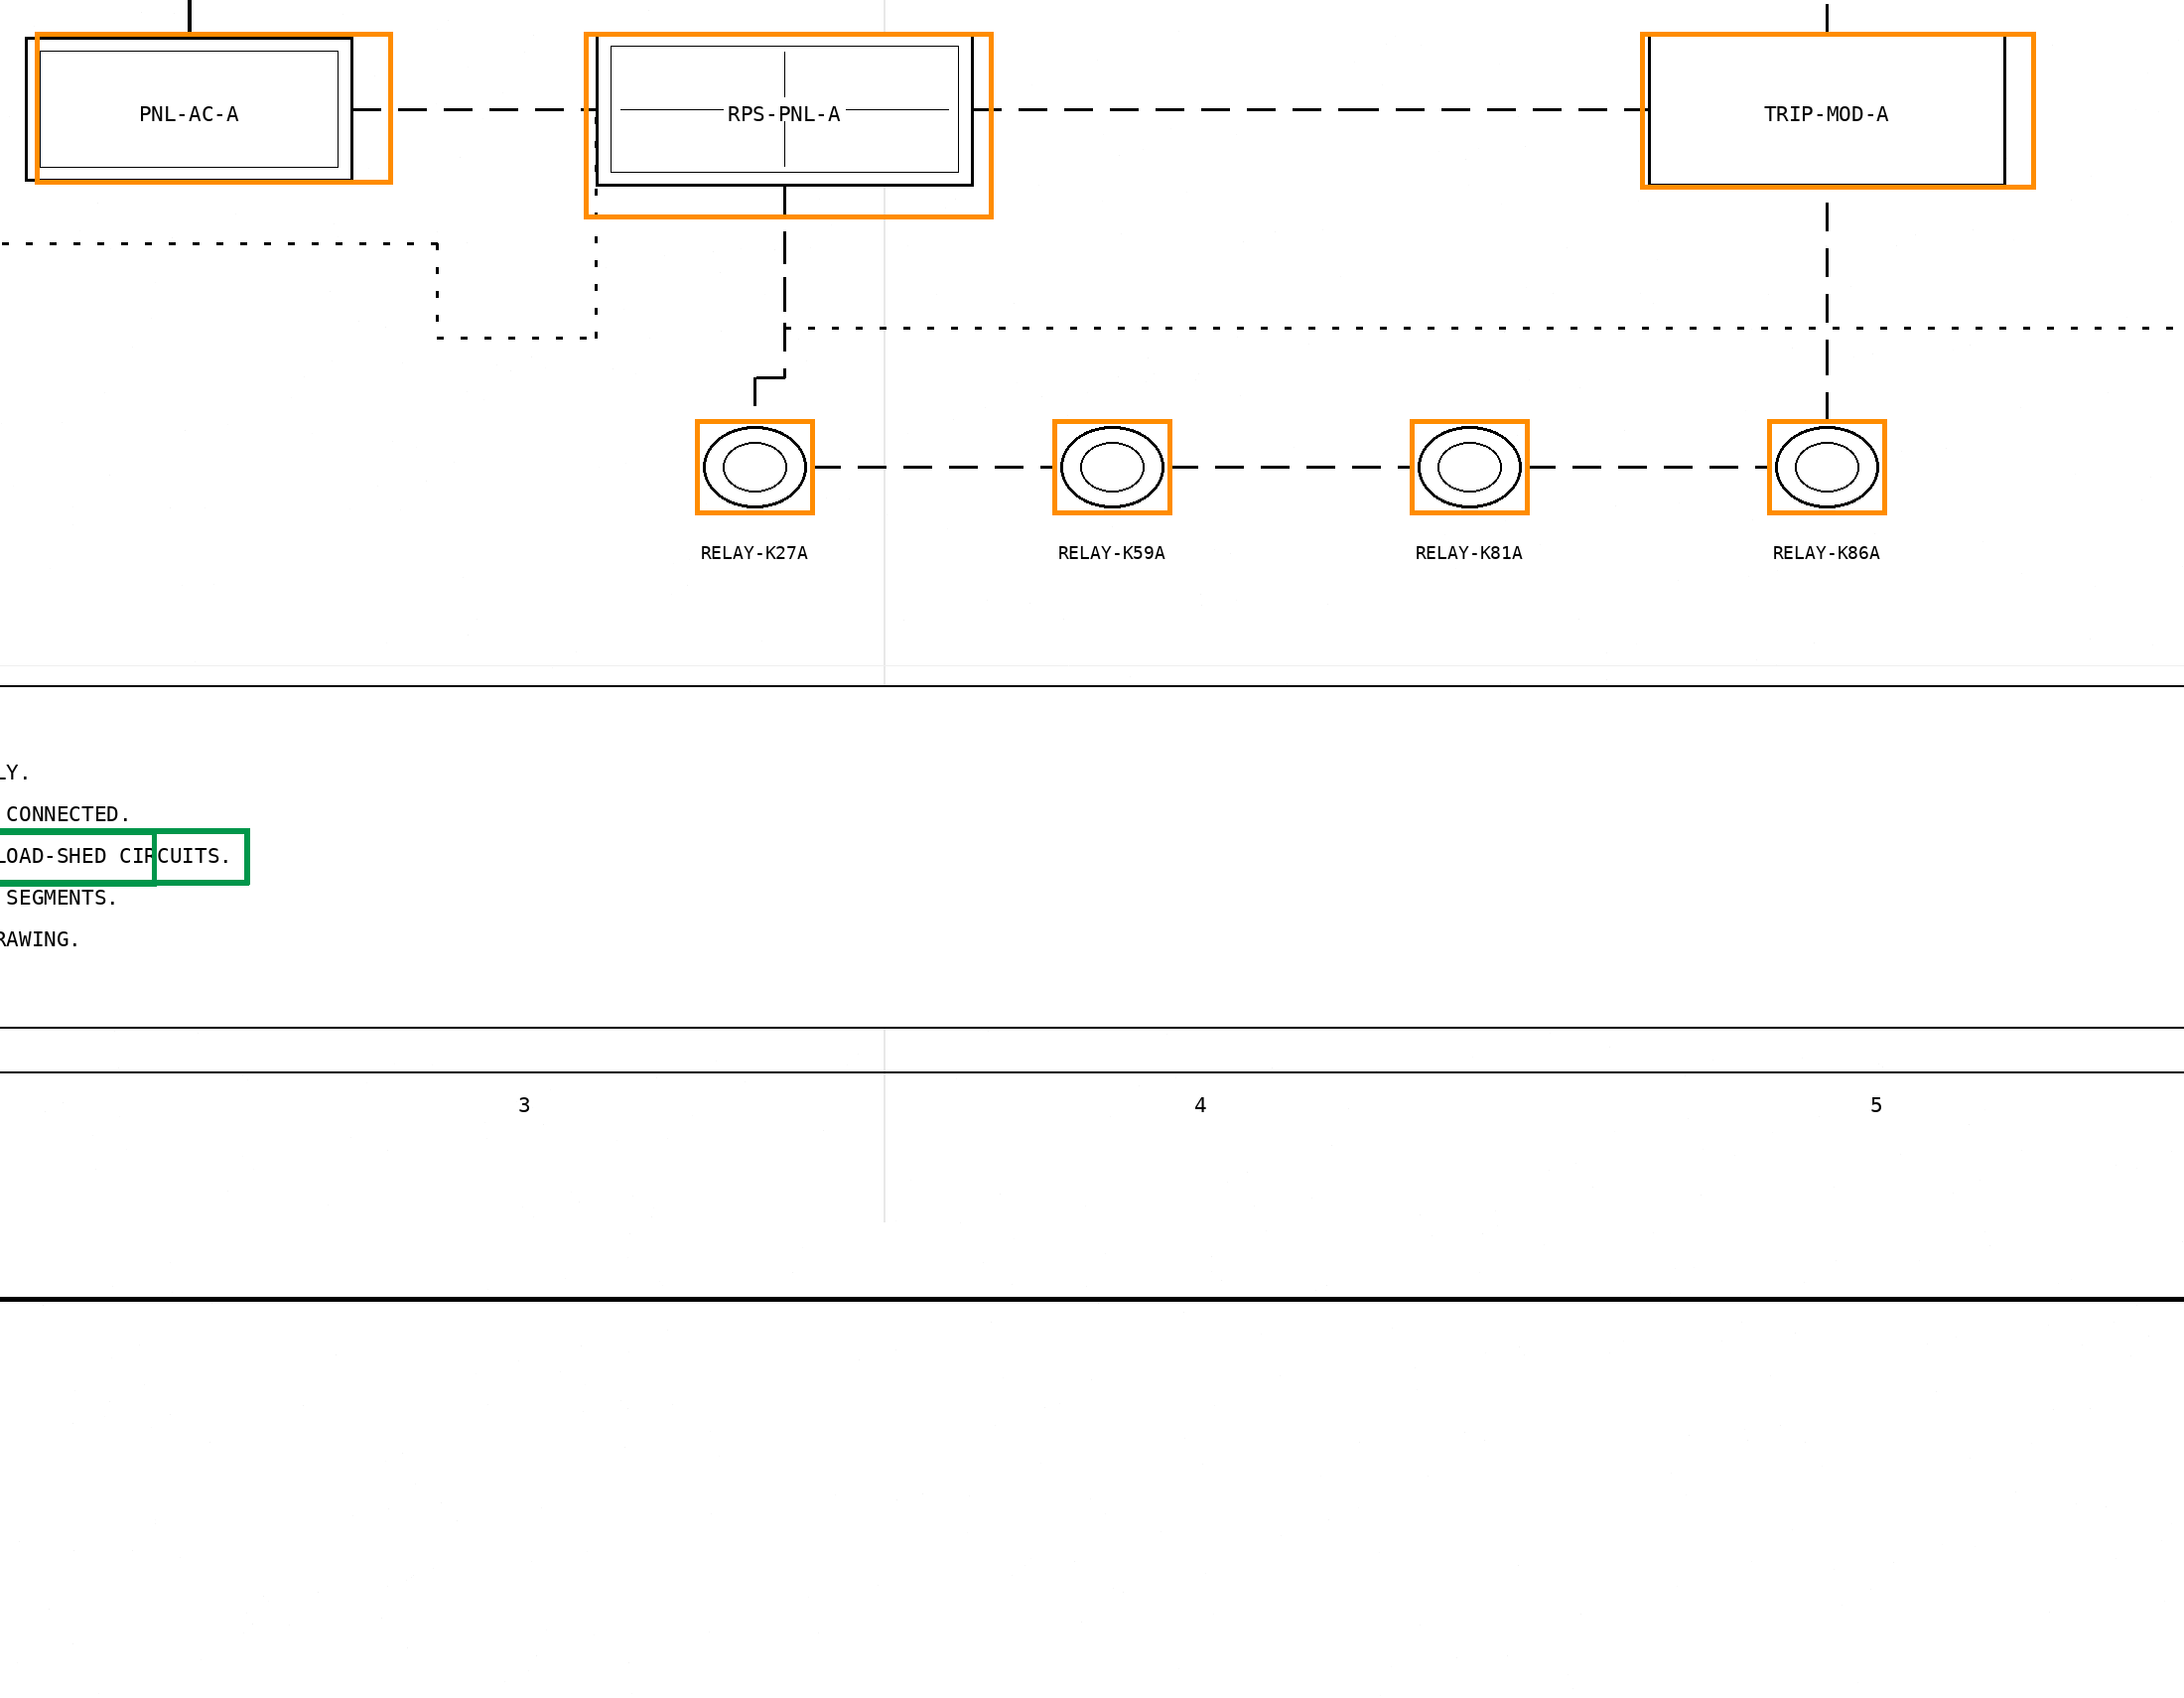 PNL-AC-A
RPS-PNL-A
TRIP-MOD-A
RELAY-K27A
RELAY-K59A
RELAY-K81A
RELAY-K86A
LY.
CONNECTED.
LOAD-SHED CIRCUITS.
SEGMENTS.
RAWING.
3
4
5